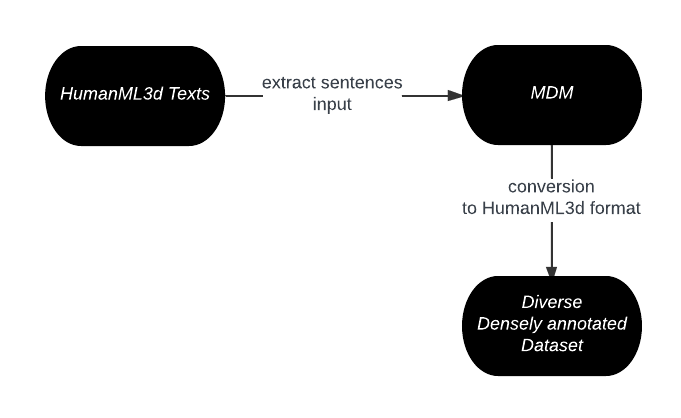 HumanML3d Texts
extract sentences
input
MDM
conversion
to HumanML3d format
Diverse
Densely annotated
Dataset